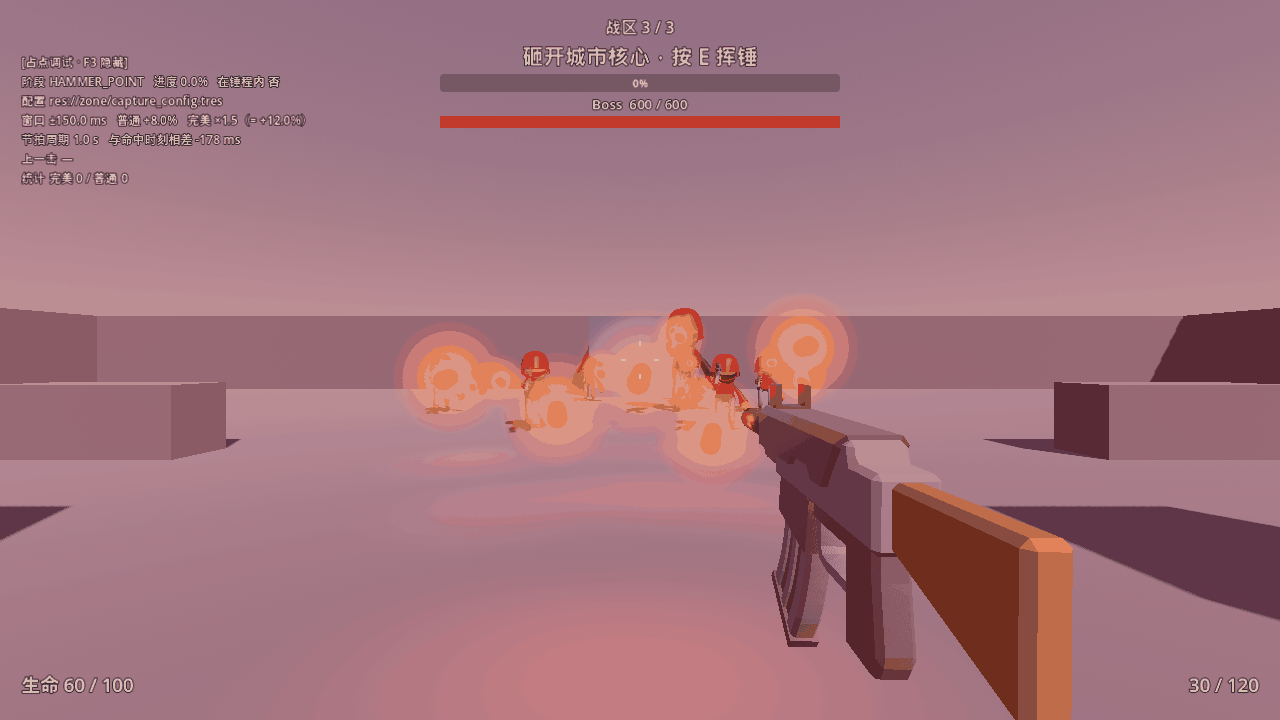 战区 3 / 3
砸开城市核心 · 按 E 挥锤
0%
Boss 600 / 600
[占点调试 · F3 隐藏]
阶段 HAMMER_POINT 进度 0.0% 在锤程内 否
配置 res://zone/capture_config.tres
窗口 ±150.0 ms 普通 +8.0% 完美 ×1.5 (= +12.0%)
节拍周期 1.0 s 与命中时刻相差 -178 ms
上一击 —
统计 完美 0 / 普通 0
生命 60 / 100
30 / 120